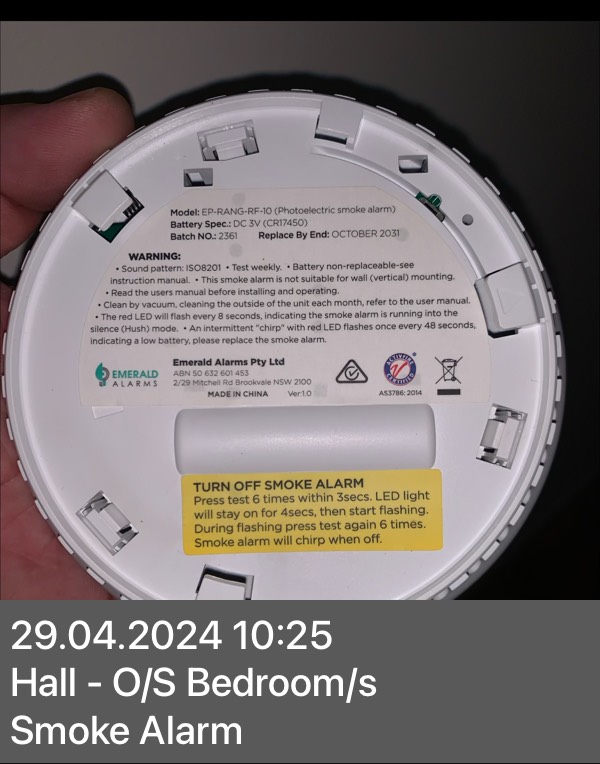 Model: EP-RANG-RF-10 (Photoelectric smoke alarm)
Battery Spec.: DC 3V (CR17450)
Batch NO.: 2361 Replace By End: OCTOBER 2031
WARNING:
• Sound pattern: ISO8201 • Test weekly. • Battery non-replaceable-see
instruction manual. • This smoke alarm is not suitable for wall (vertical) mounting.
• Read the users manual before installing and operating.
• Clean by vacuum, cleaning the outside of the unit each month, refer to the user manual.
• The red LED will flash every 8 seconds, indicating the smoke alarm is running into the
silence (Hush) mode. • An intermittent "chirp" with red LED flashes once every 48 seconds,
indicating a low battery, please replace the smoke alarm.
EMERALD
ALARMS
Emerald Alarms Pty Ltd
ABN 50 632 601 453
2/29 Mitchell Rd Brookvale NSW 2100
MADE IN CHINA Ver:1.0
ACTIVFIRE
CERTIFIED
AS3786:2014
TURN OFF SMOKE ALARM
Press test 6 times within 3secs. LED light
will stay on for 4secs, then start flashing.
During flashing press test again 6 times.
Smoke alarm will chirp when off.
29.04.2024 10:25
Hall - O/S Bedroom/s
Smoke Alarm